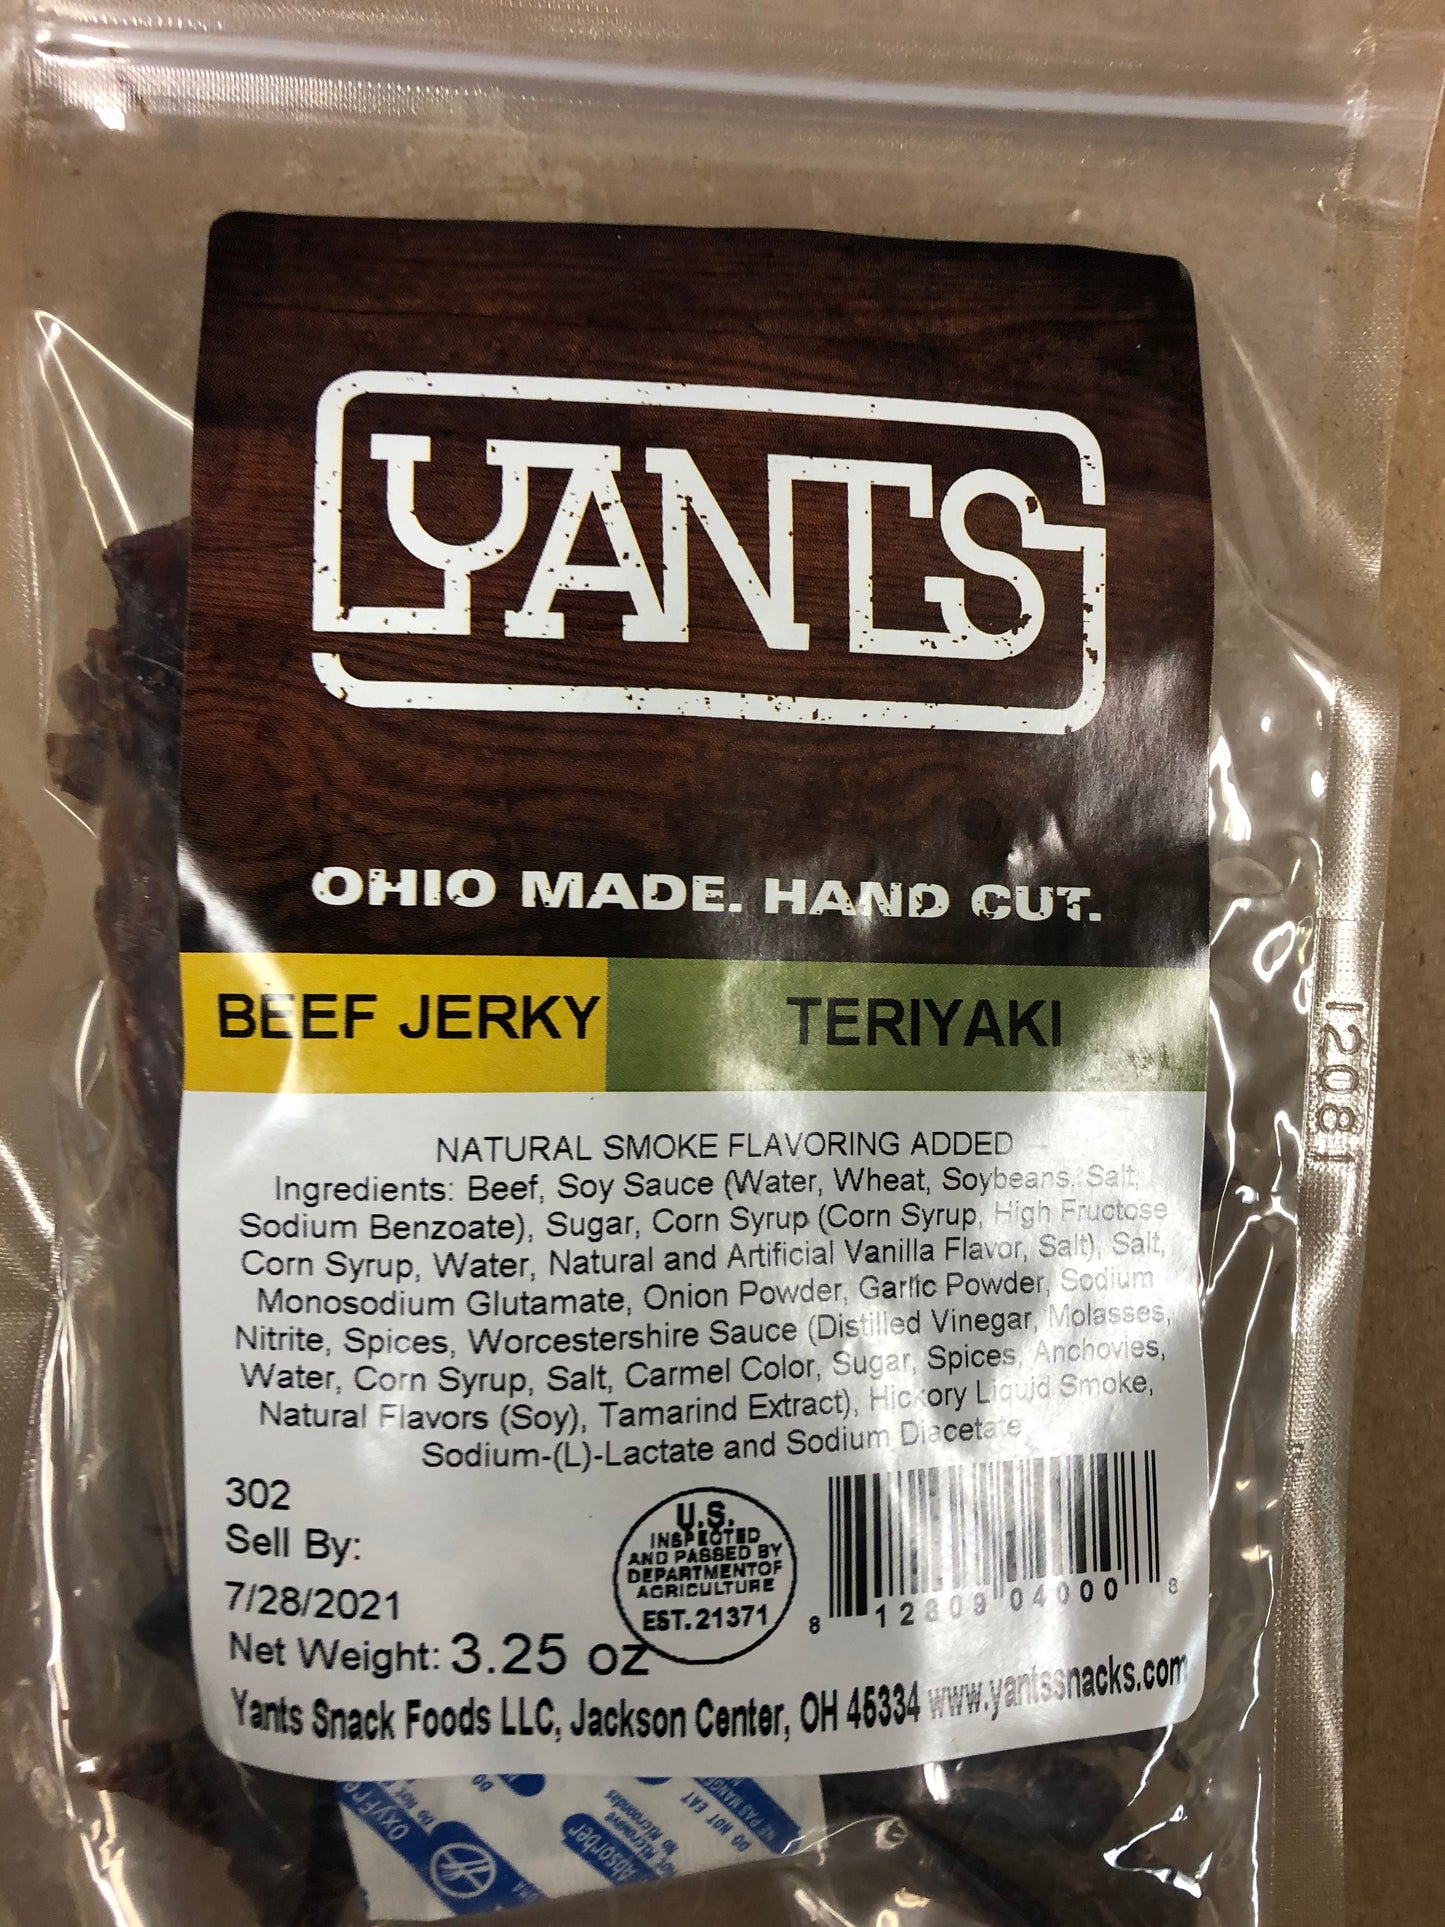 YANTS
OHIO MADE. HAND CUT.
BEEF JERKY TERIYAKI
NATURAL SMOKE FLAVORING ADDED
Ingredients: Beef, Soy Sauce (Water, Wheat, Soybeans, Salt,
Sodium Benzoate), Sugar, Corn Syrup (Corn Syrup, High Fructose
Corn Syrup, Water, Natural and Artificial Vanilla Flavor, Salt), Salt,
Monosodium Glutamate, Onion Powder, Garlic Powder, Sodium
Nitrite, Spices, Worcestershire Sauce (Distilled Vinegar, Molasses,
Water, Corn Syrup, Salt, Carmel Color, Sugar, Spices, Anchovies,
Natural Flavors (Soy), Tamarind Extract), Hickory Liquid Smoke,
Sodium-(L)-Lactate and Sodium Diacetate
302
Sell By:
7/28/2021
Net Weight: 3.25 oz
U.S.
INSPECTED
AND PASSED BY
DEPARTMENT OF
AGRICULTURE
EST. 21371
8 12809 04000 8
Yants Snack Foods LLC, Jackson Center, OH 45334 www.yantssnacks.com
12081
Absorber
DO NOT EAT